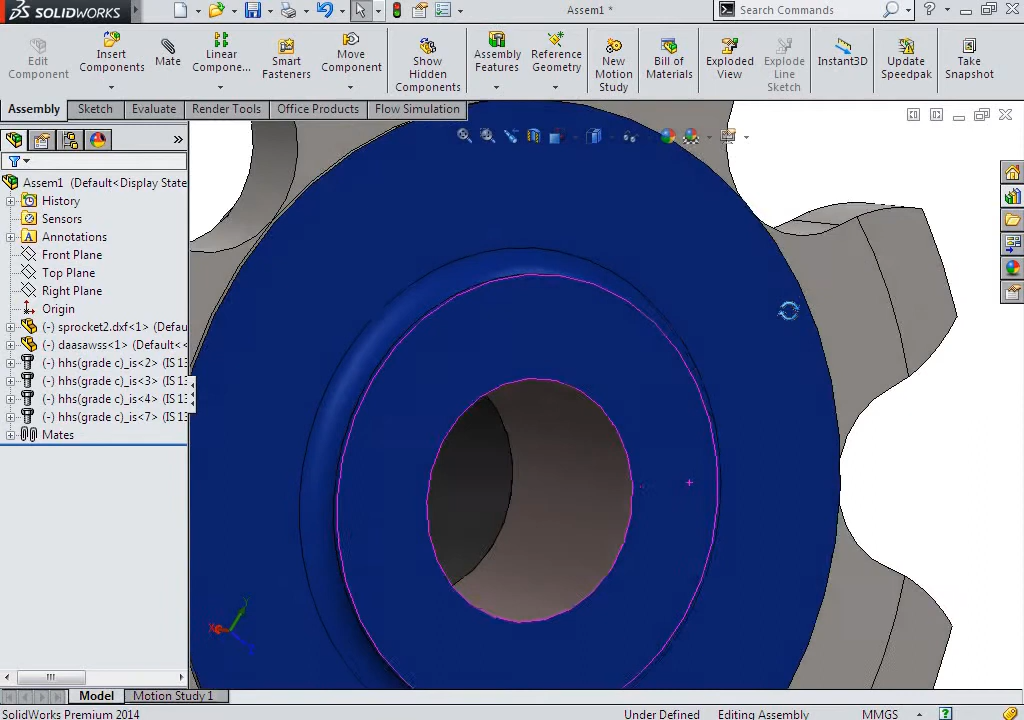 SOLIDWORKS
Assem1 *
Search Commands
Edit Component
Insert Components
Mate
Linear Compone...
Smart Fasteners
Move Component
Show Hidden Components
Assembly Features
Reference Geometry
New Motion Study
Bill of Materials
Exploded View
Explode Line Sketch
Instant3D
Update Speedpak
Take Snapshot
Assembly
Sketch
Evaluate
Render Tools
Office Products
Flow Simulation
Assem1 (Default<Display State
History
Sensors
Annotations
Front Plane
Top Plane
Right Plane
Origin
(-) sprocket2.dxf<1> (Defau
(-) daasawss<1> (Default<<
(-) hhs(grade c)_is<2> (IS 13
(-) hhs(grade c)_is<3> (IS 13
(-) hhs(grade c)_is<4> (IS 13
(-) hhs(grade c)_is<7> (IS 13
Mates
Model
Motion Study 1
SolidWorks Premium 2014
Under Defined
Editing Assembly
MMGS